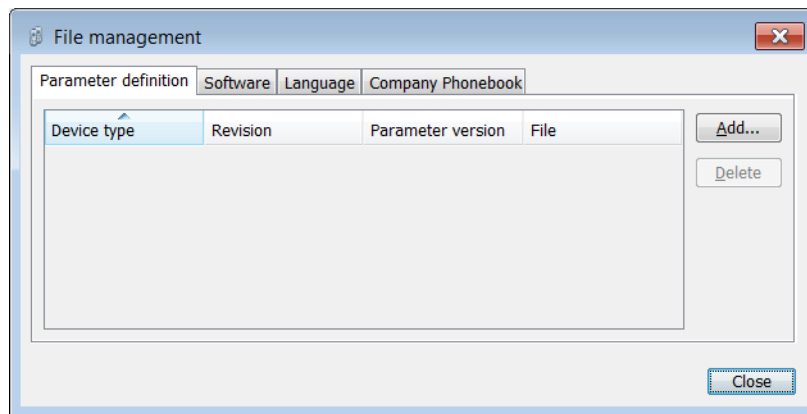 File management
Parameter definition Software Language Company Phonebook
Device type Revision Parameter version File
Add...
Delete
Close